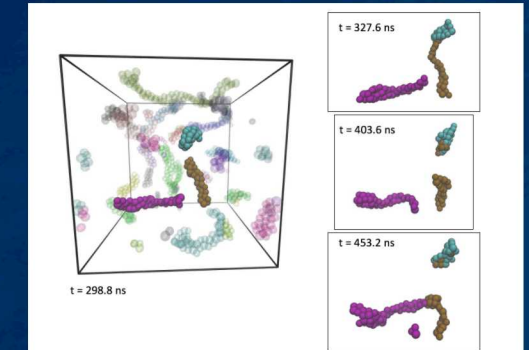 t = 298.8 ns
t = 327.6 ns
t = 403.6 ns
t = 453.2 ns